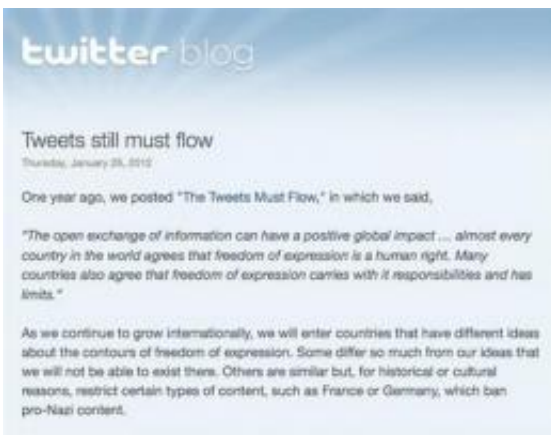 twitter blog
Tweets still must flow
Thursday, January 26, 2012
One year ago, we posted "The Tweets Must Flow," in which we said,
"The open exchange of information can have a positive global impact ... almost every
country in the world agrees that freedom of expression is a human right. Many
countries also agree that freedom of expression carries with it responsibilities and has
limits."
As we continue to grow internationally, we will enter countries that have different ideas
about the contours of freedom of expression. Some differ so much from our ideas that
we will not be able to exist there. Others are similar but, for historical or cultural
reasons, restrict certain types of content, such as France or Germany, which ban
pro-Nazi content.